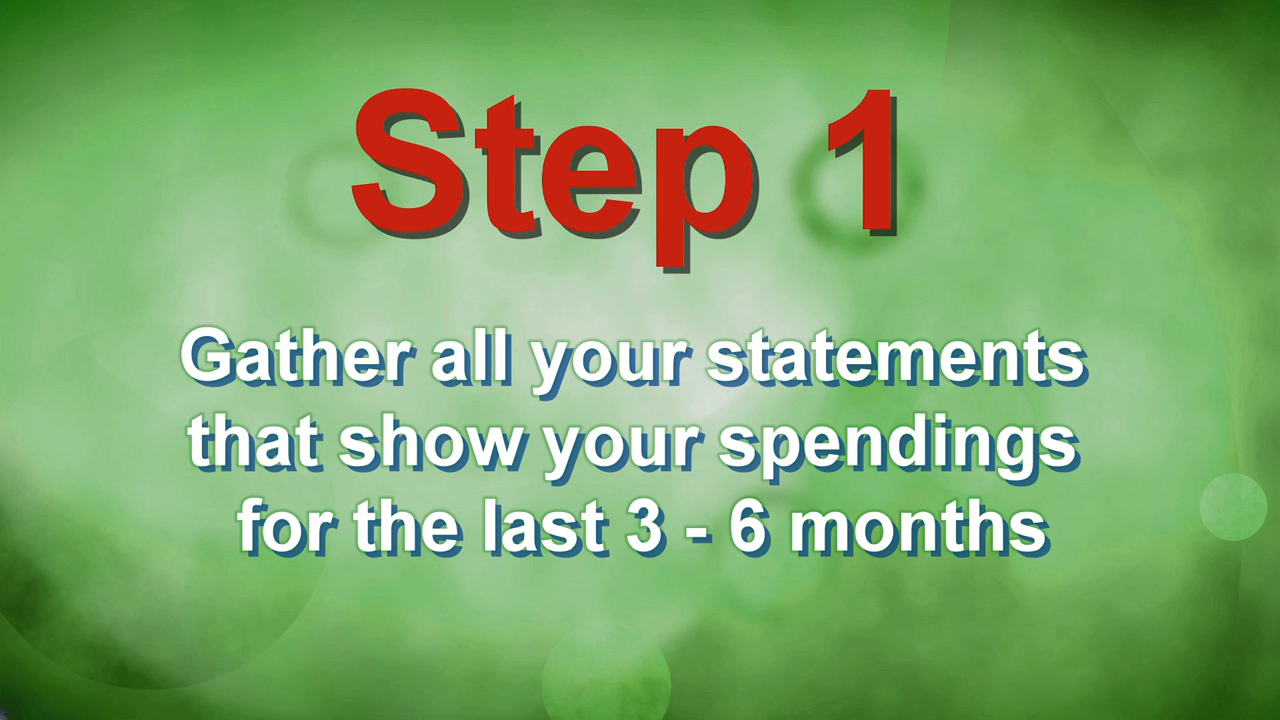 Step 1
Gather all your statements
that show your spendings
for the last 3 - 6 months